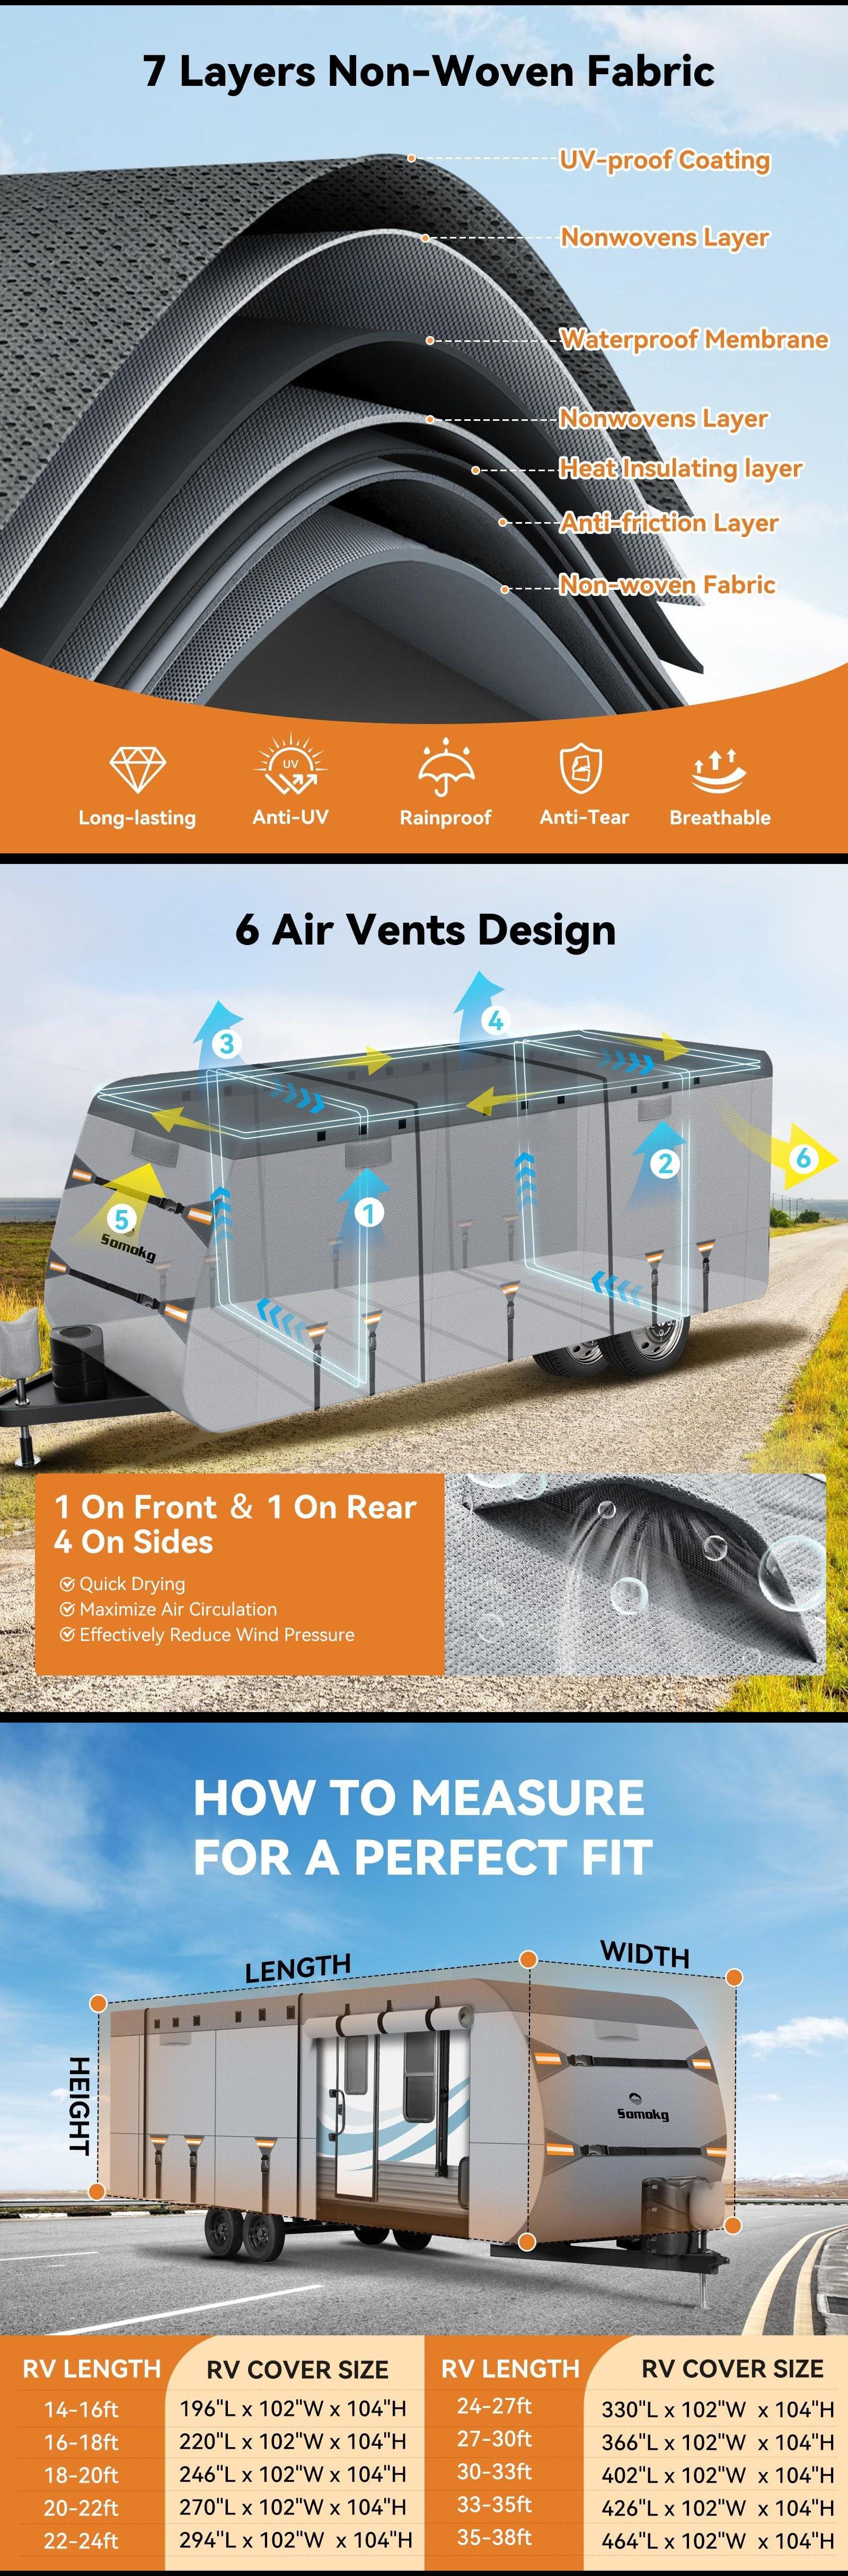 7 Layers Non-Woven Fabric
UV-proof Coating
Nonwovens Layer
Waterproof Membrane
Nonwovens Layer
Heat Insulating layer
Anti-friction Layer
Non-woven Fabric
UV
Long-lasting
Anti-UV
Rainproof
Anti-Tear
Breathable
6 Air Vents Design
3
4
2
6
5
1
Samokg
1 On Front & 1 On Rear
4 On Sides
Quick Drying
Maximize Air Circulation
Effectively Reduce Wind Pressure
HOW TO MEASURE
FOR A PERFECT FIT
LENGTH
WIDTH
HEIGHT
Samokg
RV LENGTH RV COVER SIZE
14-16ft 196"L x 102"W x 104"H
16-18ft 220"L x 102"W x 104"H
18-20ft 246"L x 102"W x 104"H
20-22ft 270"L x 102"W x 104"H
22-24ft 294"L x 102"W x 104"H
RV LENGTH RV COVER SIZE
24-27ft 330"L x 102"W x 104"H
27-30ft 366"L x 102"W x 104"H
30-33ft 402"L x 102"W x 104"H
33-35ft 426"L x 102"W x 104"H
35-38ft 464"L x 102"W x 104"H